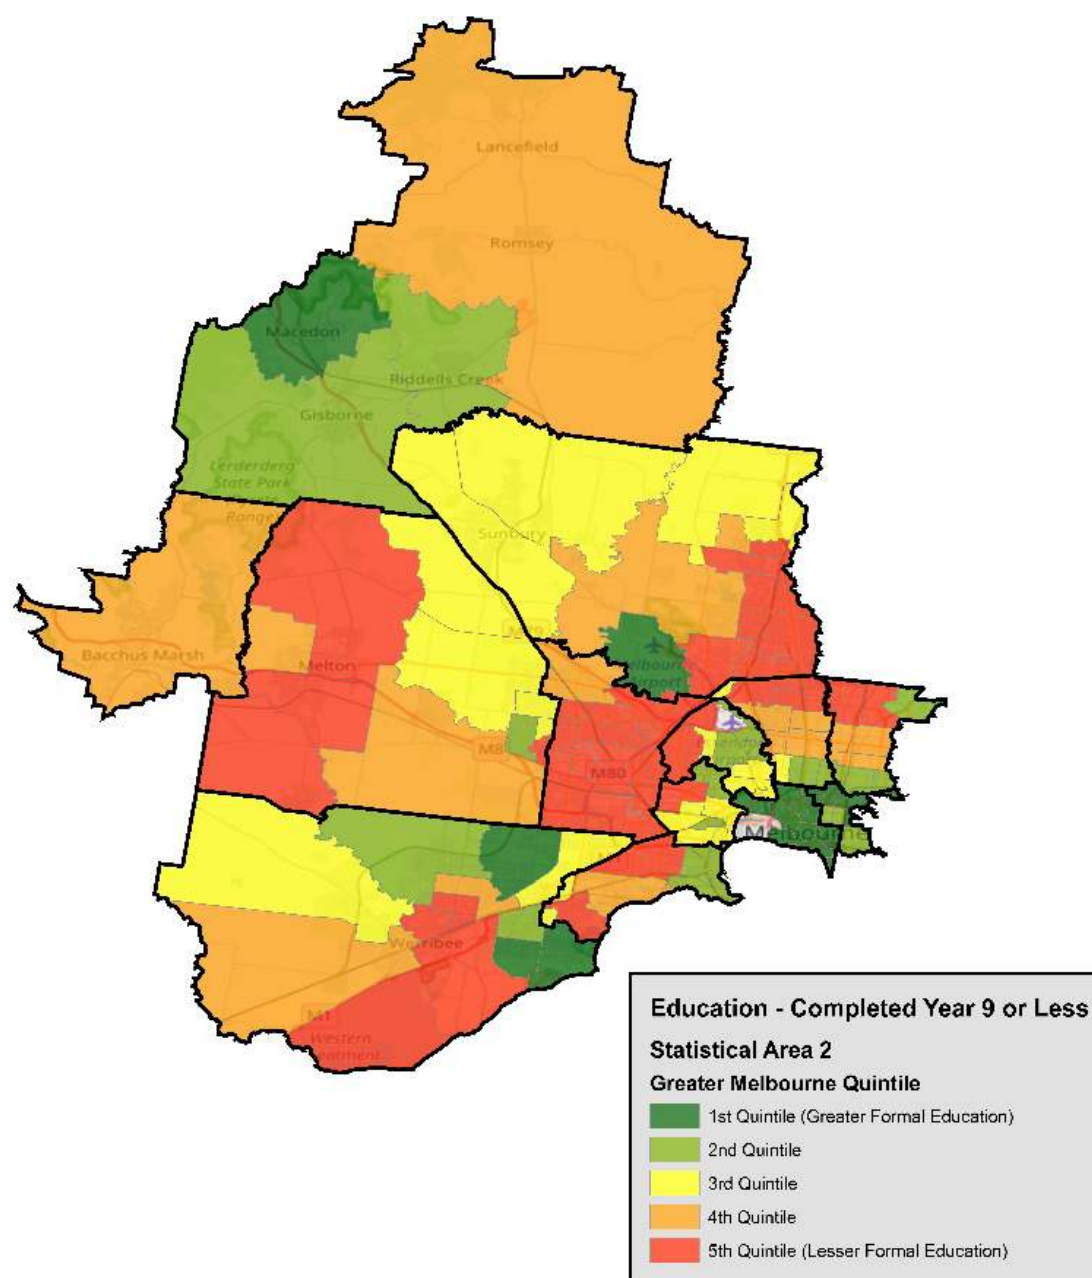 Lancefield
Romsey
Macedon
Riddells Creek
Gisborne
Lerderderg
State Park
Range
Sunbury
Bacchus Marsh
Melton
Melbourne
Airport
M8
M80
Melbourne
Werribee
M1
Western
Treatment
Education - Completed Year 9 or Less
Statistical Area 2
Greater Melbourne Quintile
1st Quintile (Greater Formal Education)
2nd Quintile
3rd Quintile
4th Quintile
5th Quintile (Lesser Formal Education)